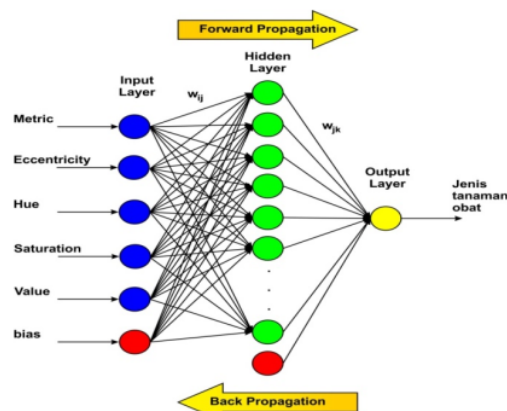 Forward Propagation
Hidden
Layer
Input
Layer
w_ij
w_jk
Metric
Eccentricity
Hue
Saturation
Value
bias
Output
Layer
Jenis
tanaman
obat
.
.
.
Back Propagation